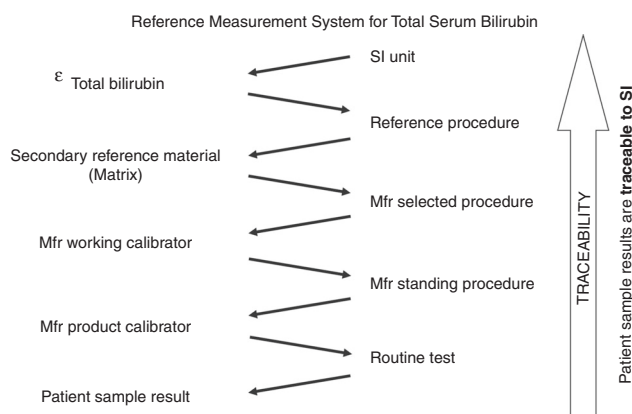 Reference Measurement System for Total Serum Bilirubin
SI unit
ε Total bilirubin
Reference procedure
Secondary reference material
(Matrix)
Mfr selected procedure
Mfr working calibrator
Mfr standing procedure
Mfr product calibrator
Routine test
Patient sample result
TRACEABILITY
Patient sample results are traceable to SI